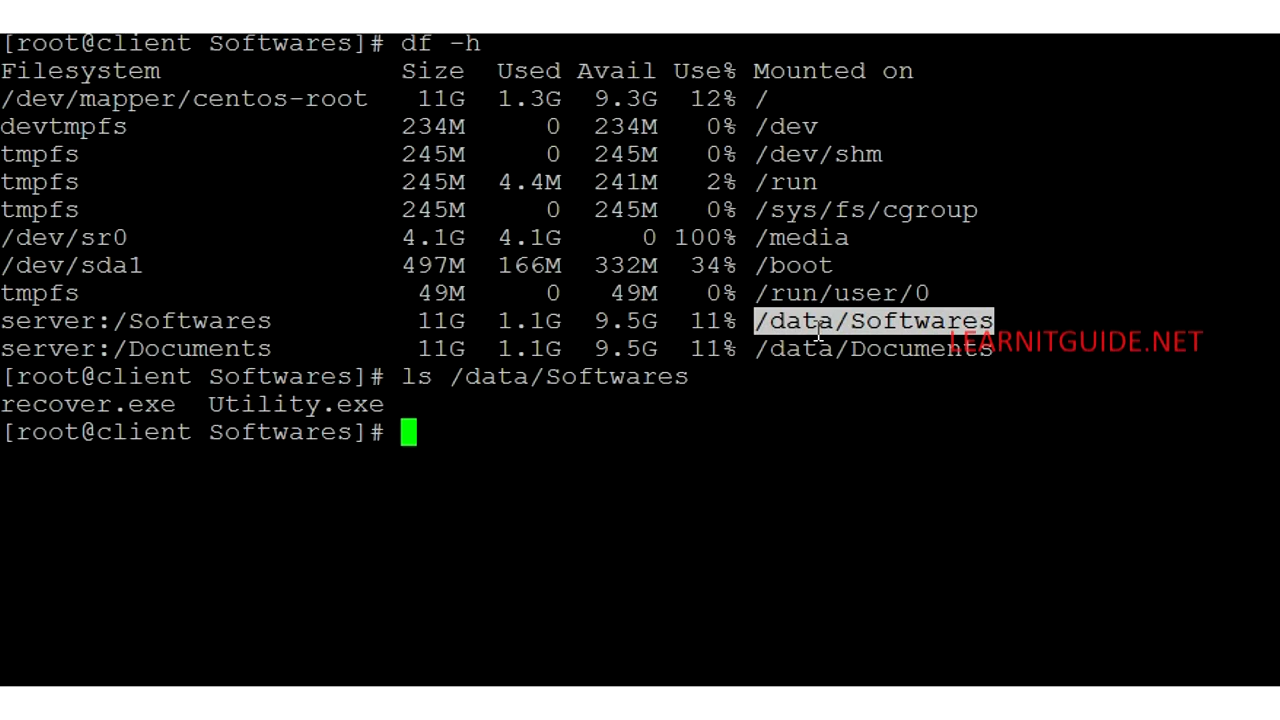 [root@client Softwares]# df -h
Filesystem Size Used Avail Use% Mounted on
/dev/mapper/centos-root 11G 1.3G 9.3G 12% /
devtmpfs 234M 0 234M 0% /dev
tmpfs 245M 0 245M 0% /dev/shm
tmpfs 245M 4.4M 241M 2% /run
tmpfs 245M 0 245M 0% /sys/fs/cgroup
/dev/sr0 4.1G 4.1G 0 100% /media
/dev/sda1 497M 166M 332M 34% /boot
tmpfs 49M 0 49M 0% /run/user/0
server:/Softwares 11G 1.1G 9.5G 11% /data/Softwares
LEARNITGUIDE.NET
server:/Documents 11G 1.1G 9.5G 11% /data/Documents
[root@client Softwares]# ls /data/Softwares
recover.exe Utility.exe
[root@client Softwares]#